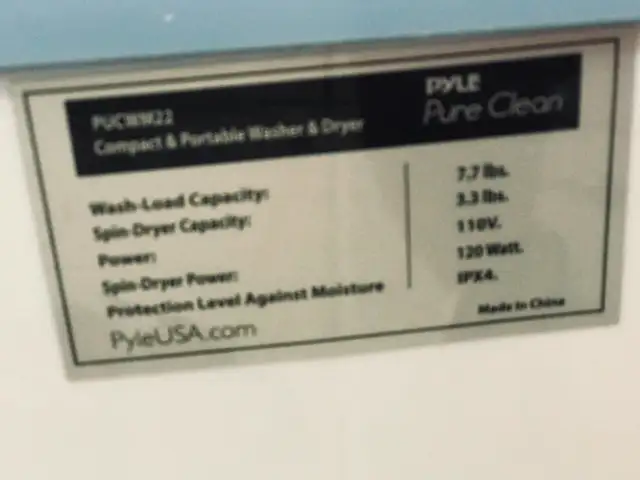 PYLE
Pure Clean
PUCWM22
Compact & Portable Washer & Dryer
Wash-Load Capacity: 7.7 lbs.
Spin-Dryer Capacity: 3.3 lbs.
Power: 110V.
Spin-Dryer Power: 120 Watt.
Protection Level Against Moisture IPX4.
PyleUSA.com
Made in China